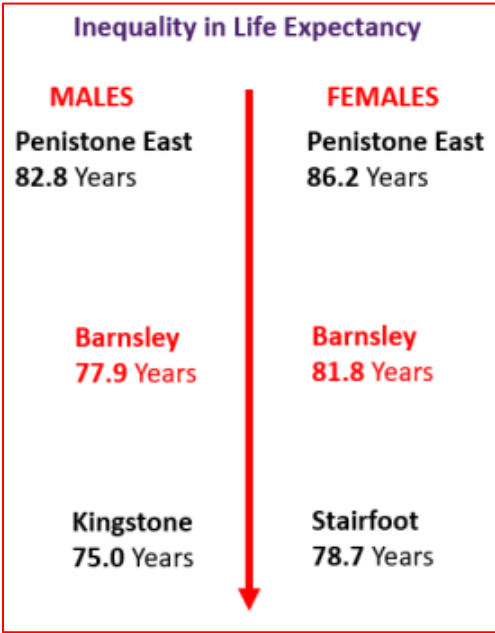 Inequality in Life Expectancy
MALES
Penistone East
82.8 Years
Barnsley
77.9 Years
Kingstone
75.0 Years
FEMALES
Penistone East
86.2 Years
Barnsley
81.8 Years
Stairfoot
78.7 Years